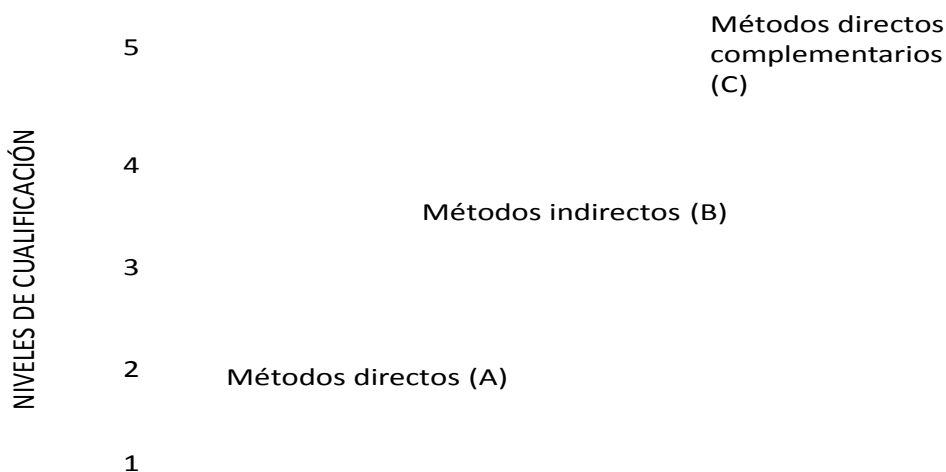 Métodos directos
complementarios
(C)
5
4
Métodos indirectos (B)
3
2
Métodos directos (A)
1
NIVELES DE CUALIFICACIÓN